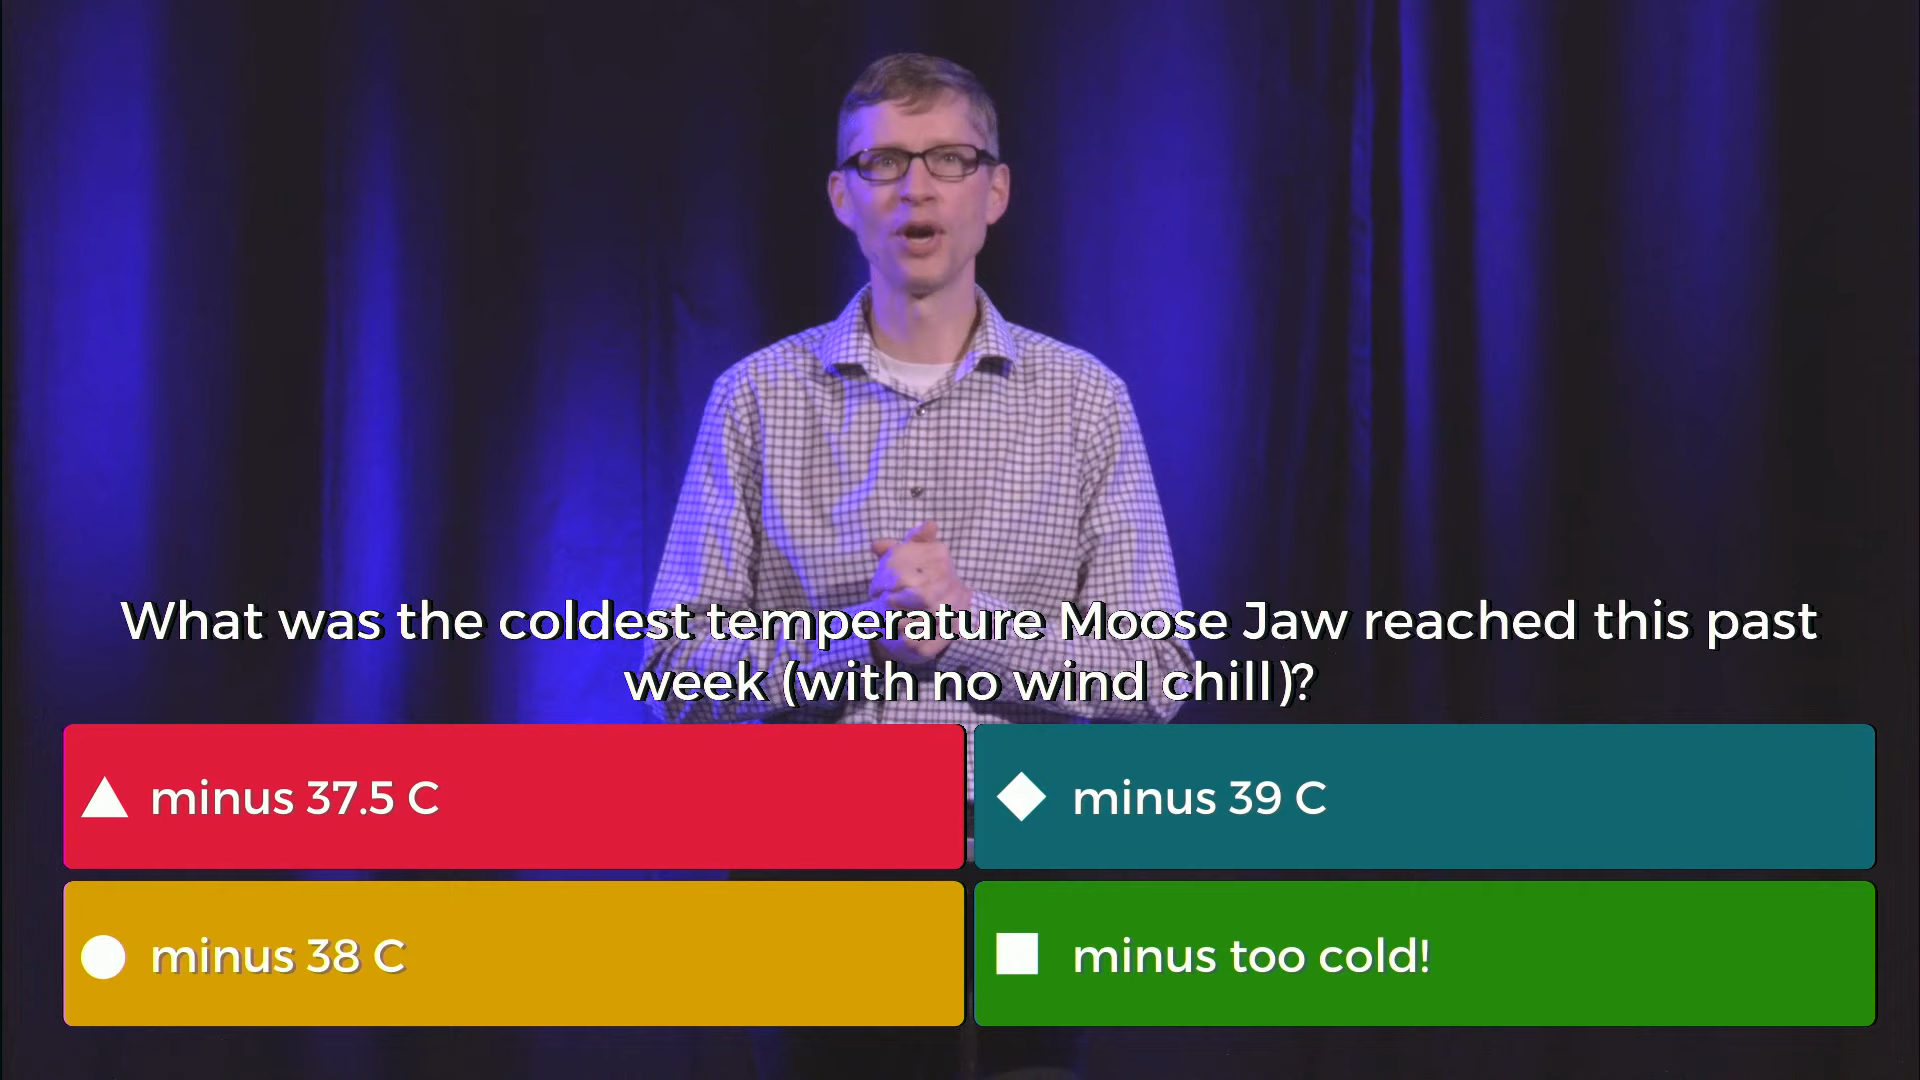 What was the coldest temperature Moose Jaw reached this past
week (with no wind chill)?
minus 37.5 C
minus 39 C
minus 38 C
minus too cold!